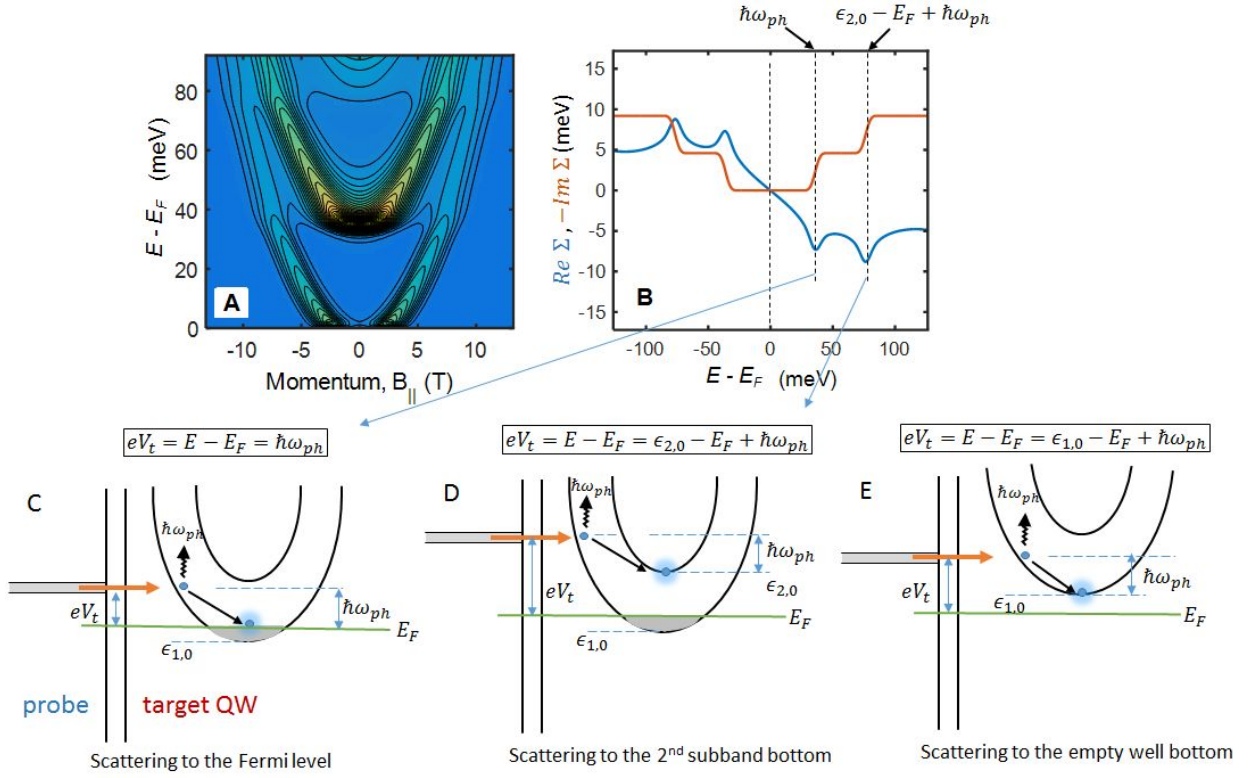 ℏω_ph
ϵ_2,0 − E_F + ℏω_ph
E - E_F (meV)
80
60
40
20
0
A
-10
-5
0
5
10
Momentum, B_|| (T)
Re Σ , −Im Σ (meV)
15
10
5
0
-5
-10
-15
B
-100
-50
0
50
100
E - E_F (meV)
eV_t = E − E_F = ℏω_ph
eV_t = E − E_F = ϵ_2,0 − E_F + ℏω_ph
eV_t = E − E_F = ϵ_1,0 − E_F + ℏω_ph
C
ℏω_ph
eV_t
ℏω_ph
E_F
ϵ_1,0
probe
target QW
Scattering to the Fermi level
D
ℏω_ph
ℏω_ph
eV_t
ϵ_2,0
E_F
ϵ_1,0
Scattering to the 2nd subband bottom
E
ℏω_ph
ℏω_ph
eV_t
ϵ_1,0
E_F
Scattering to the empty well bottom